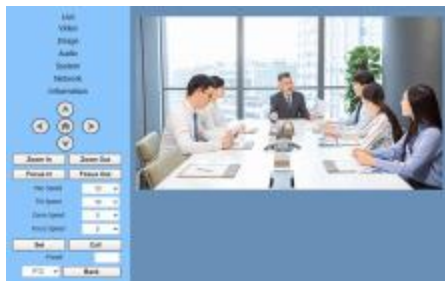 Live
Video
Image
Audio
System
Network
Information
Zoom In Zoom Out
Focus In Focus Out
Pan Speed
Tilt Speed
Zoom Speed
Focus Speed
Set Call
Preset
PTZ Back